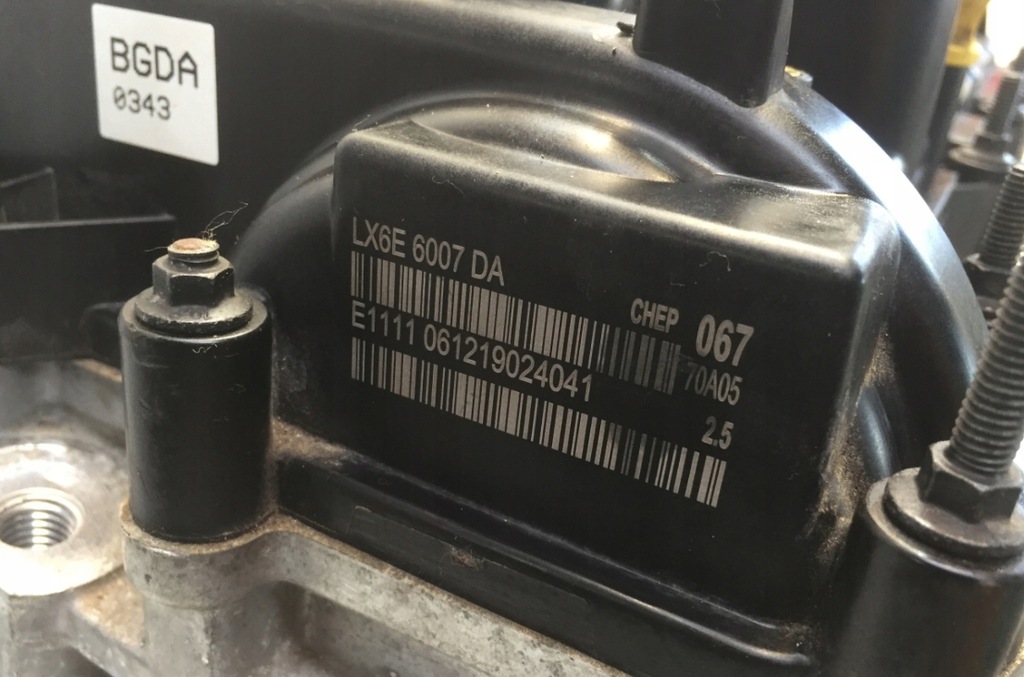 BGDA
0343
LX6E 6007 DA
CHEP 067
E1111 061219024041
70A05
2.5